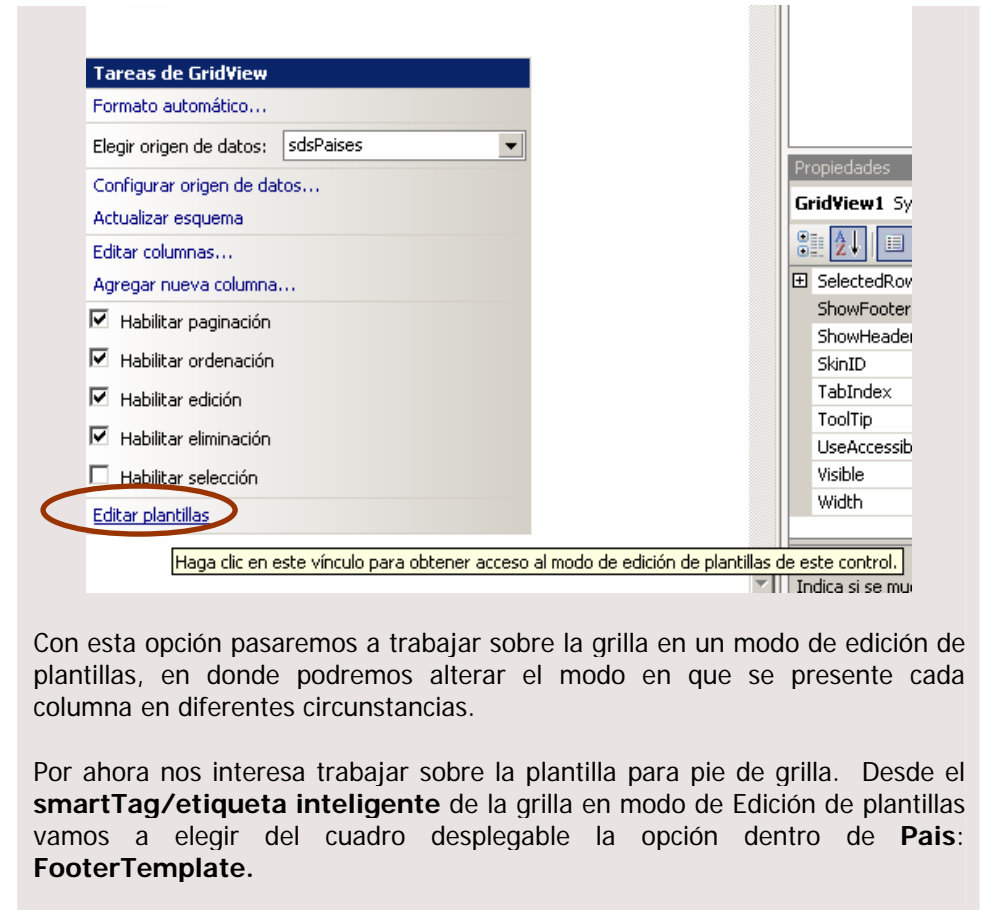 Tareas de GridView
Formato automático...
Elegir origen de datos: sdsPaises
Configurar origen de datos...
Actualizar esquema
Editar columnas...
Agregar nueva columna...
Habilitar paginación
Habilitar ordenación
Habilitar edición
Habilitar eliminación
Habilitar selección
Editar plantillas
Haga clic en este vínculo para obtener acceso al modo de edición de plantillas de este control.
Propiedades
GridView1 Sy
SelectedRow
ShowFooter
ShowHeader
SkinID
TabIndex
ToolTip
UseAccessib
Visible
Width
Indica si se mu
Con esta opción pasaremos a trabajar sobre la grilla en un modo de edición de
plantillas, en donde podremos alterar el modo en que se presente cada
columna en diferentes circunstancias.
Por ahora nos interesa trabajar sobre la plantilla para pie de grilla. Desde el
smartTag/etiqueta inteligente de la grilla en modo de Edición de plantillas
vamos a elegir del cuadro desplegable la opción dentro de Pais:
FooterTemplate.